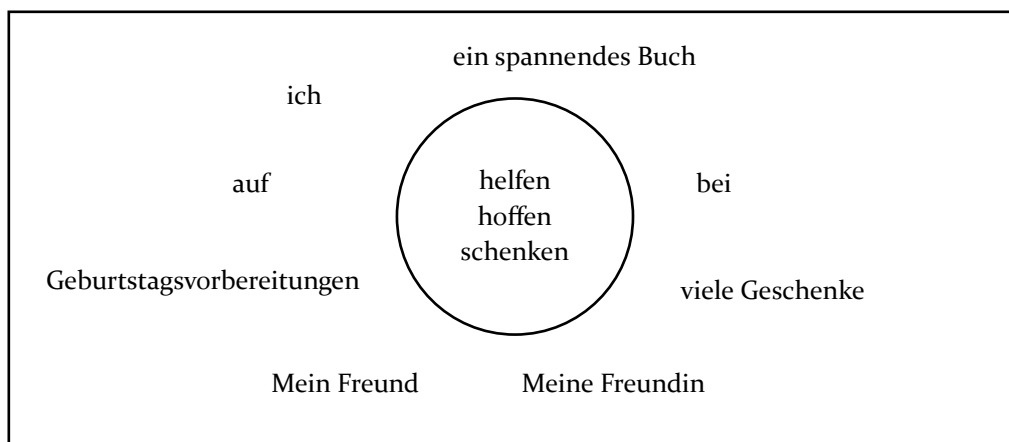 ein spannendes Buch
ich
auf
helfen
bei
hoffen
schenken
Geburtstagsvorbereitungen
viele Geschenke
Mein Freund
Meine Freundin